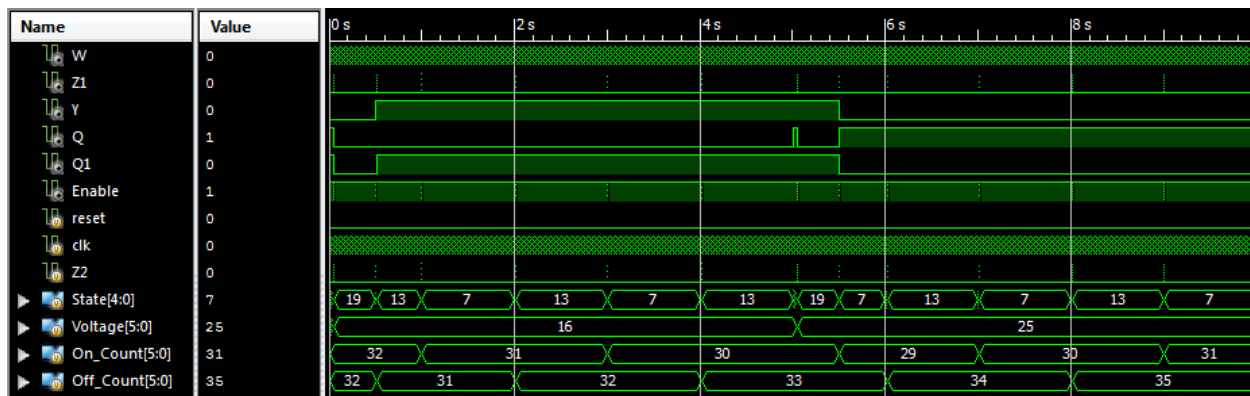 Name Value 0 s 2 s 4 s 6 s 8 s
W 0
Z1 0
Y 0
Q 1
Q1 0
Enable 1
reset 0
clk 0
Z2 0
State[4:0] 7 19 13 7 13 7 13 19 7 13 7 13 7
Voltage[5:0] 25 16 25
On_Count[5:0] 31 32 31 30 29 30 31
Off_Count[5:0] 35 32 31 32 33 34 35